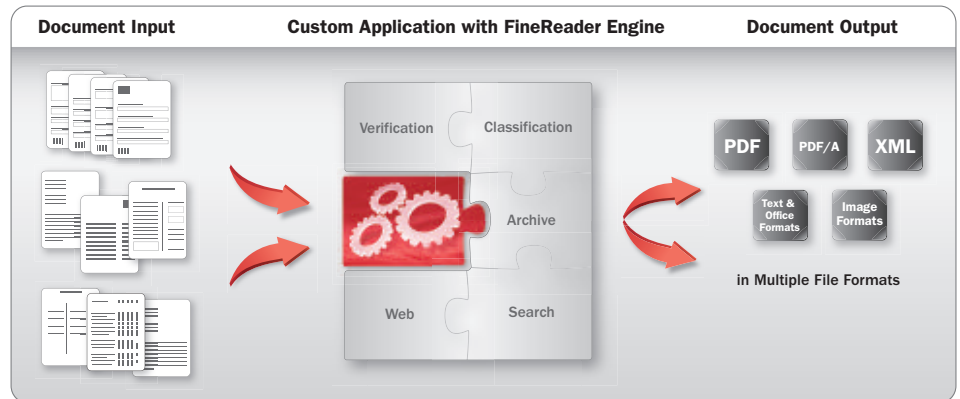 Document Input
Custom Application with FineReader Engine
Document Output
Verification
Classification
Archive
Web
Search
PDF
PDF/A
XML
Text &
Office
Formats
Image
Formats
in Multiple File Formats